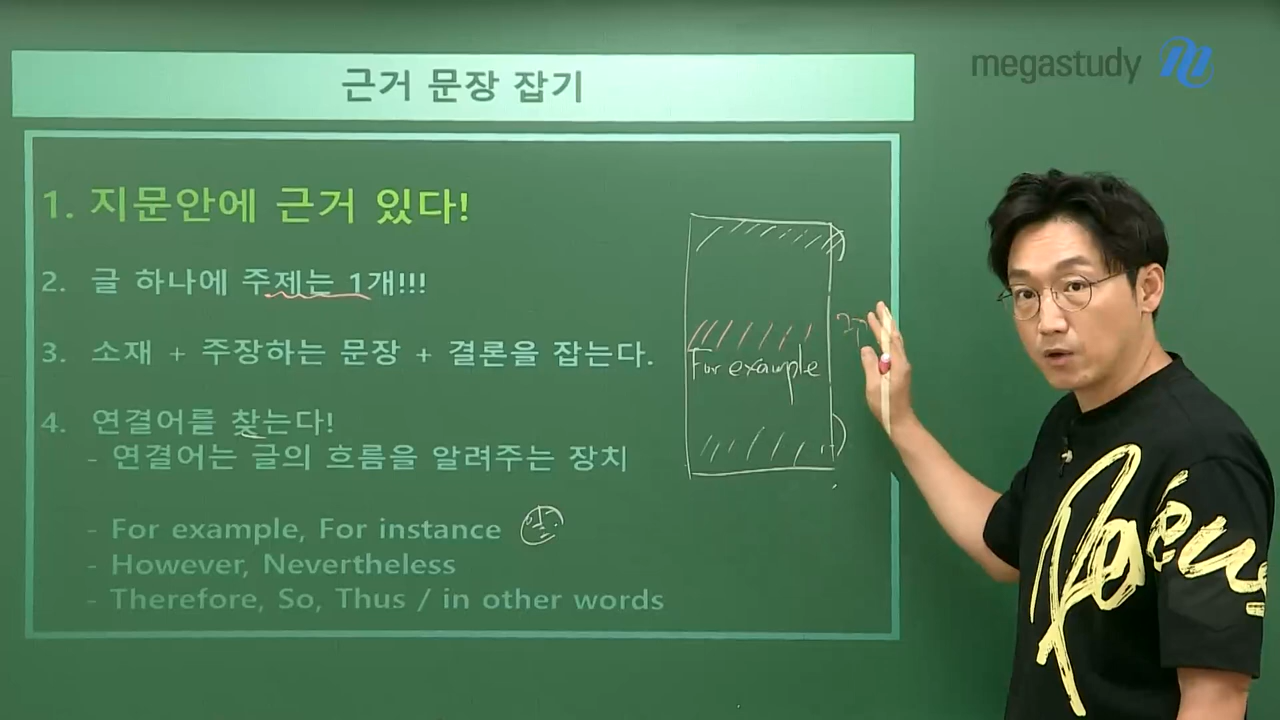 megastudy
근거 문장 잡기
1. 지문안에 근거 있다!
2. 글 하나에 주제는 1개!!!
3. 소재 + 주장하는 문장 + 결론을 잡는다.
4. 연결어를 찾는다!
- 연결어는 글의 흐름을 알려주는 장치
- For example, For instance
- However, Nevertheless
- Therefore, So, Thus / in other words
For example